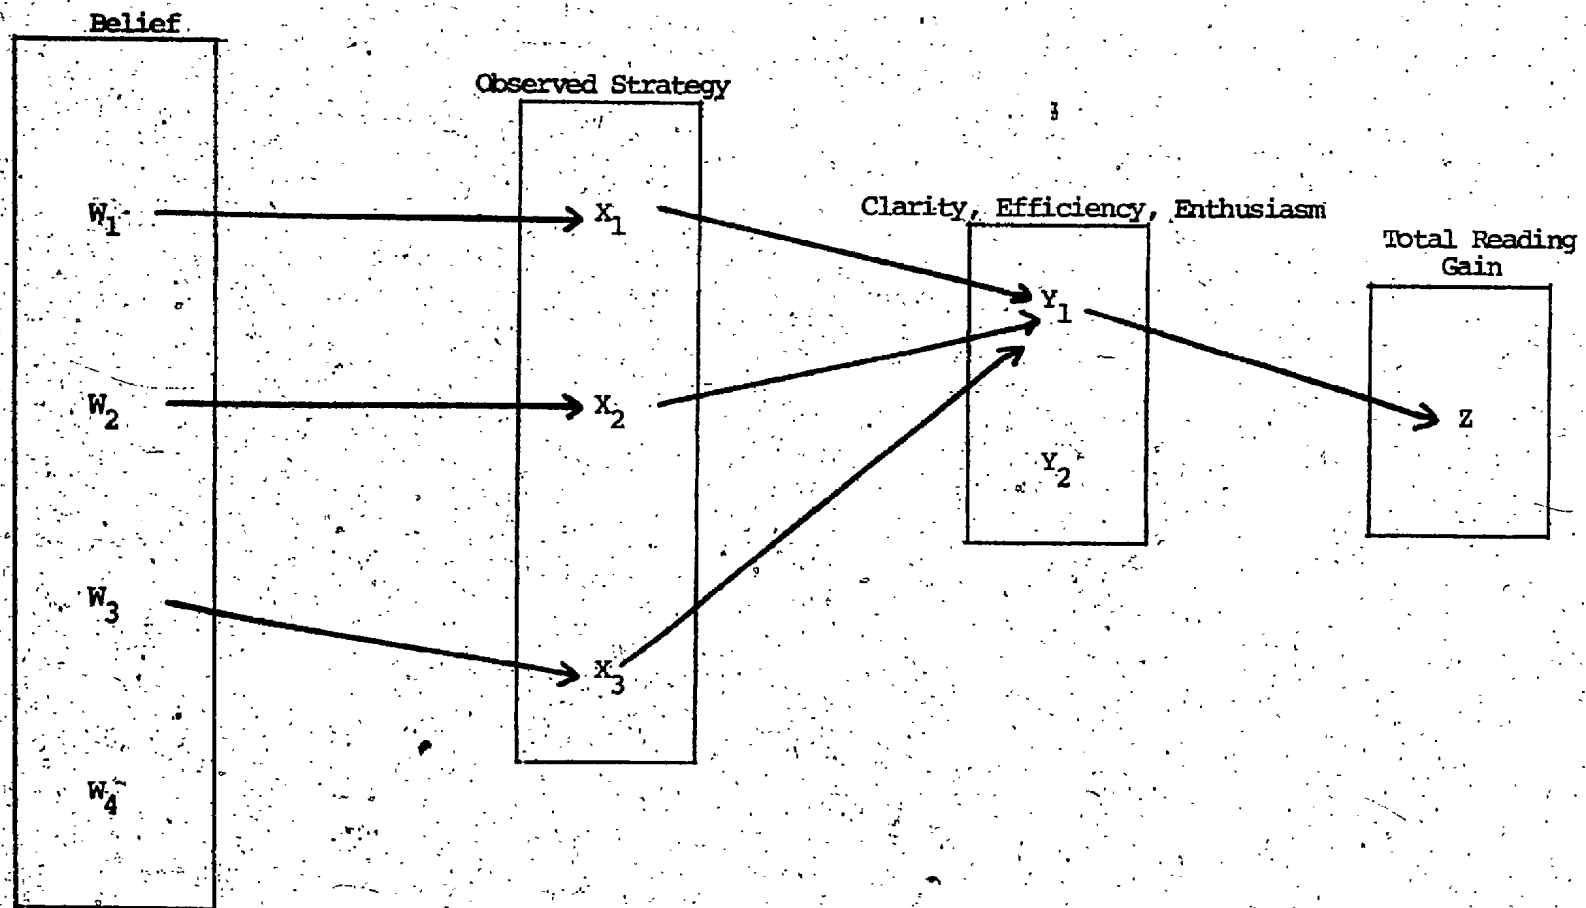 Belief
Observed Strategy
Clarity, Efficiency, Enthusiasm
Total Reading
Gain
W1
X1
Y1
W2
X2
Z
Y2
W3
X3
W4